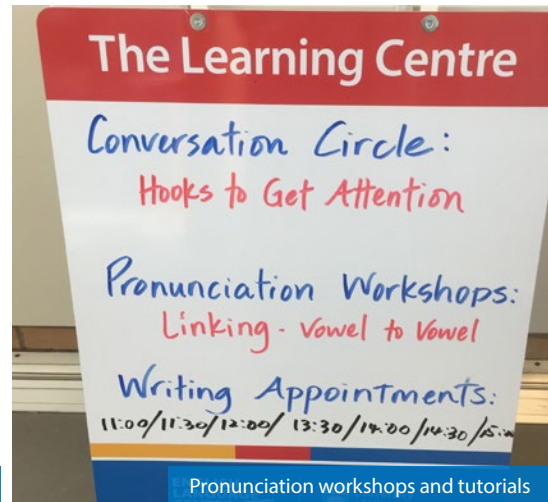 The Learning Centre
Conversation Circle:
Hooks to Get Attention
Pronunciation Workshops:
Linking - Vowel to Vowel
Writing Appointments:
11:00/11:30/12:00/ 13:30/14:00/14:30/
Pronunciation workshops and tutorials